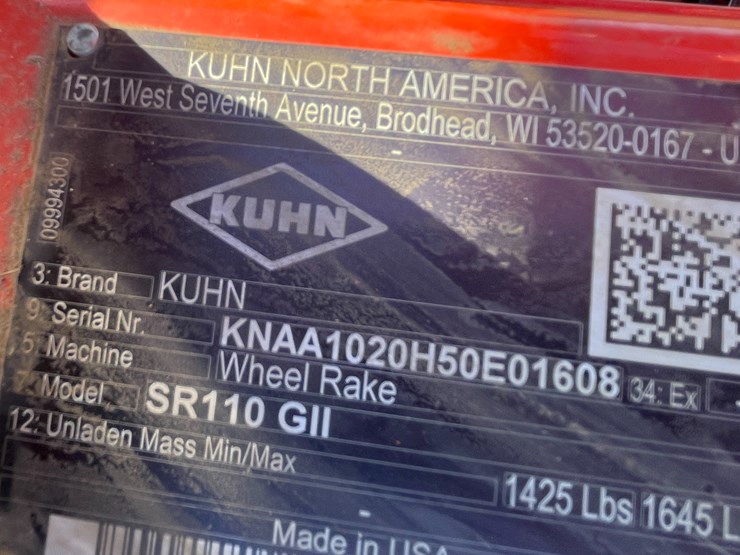 KUHN NORTH AMERICA, INC.
1501 West Seventh Avenue, Brodhead, WI 53520-0167 - U
09994300
KUHN
3: Brand KUHN
9: Serial Nr. KNAA1020H50E01608 34: Ex
5: Machine Wheel Rake
7: Model SR110 GII
12: Unladen Mass Min/Max
1425 Lbs 1645 L
-
Made in USA